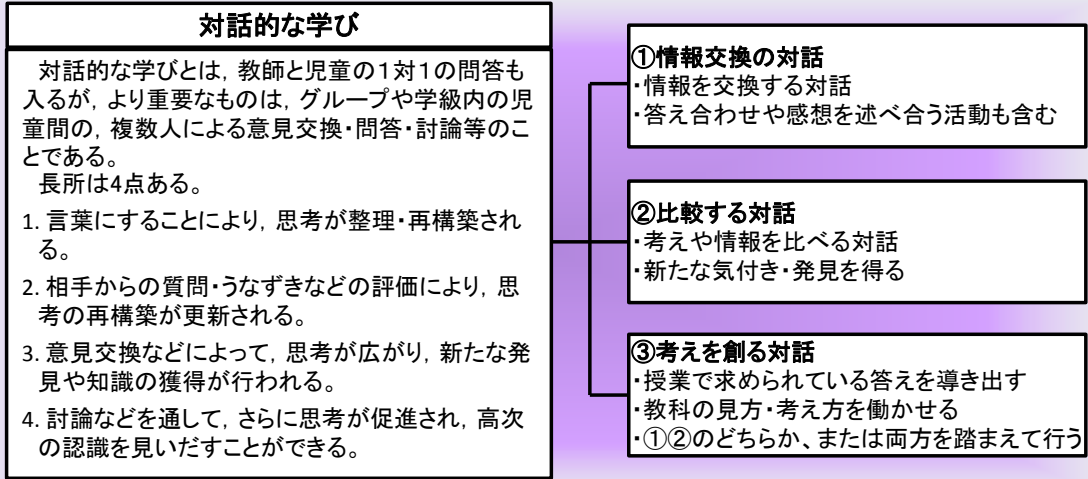 対話的な学び
対話的な学びとは，教師と児童の１対１の問答も
入るが，より重要なものは，グループや学級内の児
童間の，複数人による意見交換・問答・討論等のこ
とである。
長所は4点ある。
1. 言葉にすることにより，思考が整理・再構築され
る。
2. 相手からの質問・うなずきなどの評価により，思
考の再構築が更新される。
3. 意見交換などによって，思考が広がり，新たな発
見や知識の獲得が行われる。
4. 討論などを通して，さらに思考が促進され，高次
の認識を見いだすことができる。
①情報交換の対話
・情報を交換する対話
・答え合わせや感想を述べ合う活動も含む
②比較する対話
・考えや情報を比べる対話
・新たな気付き・発見を得る
③考えを創る対話
・授業で求められている答えを導き出す
・教科の見方・考え方を働かせる
・①②のどちらか、または両方を踏まえて行う